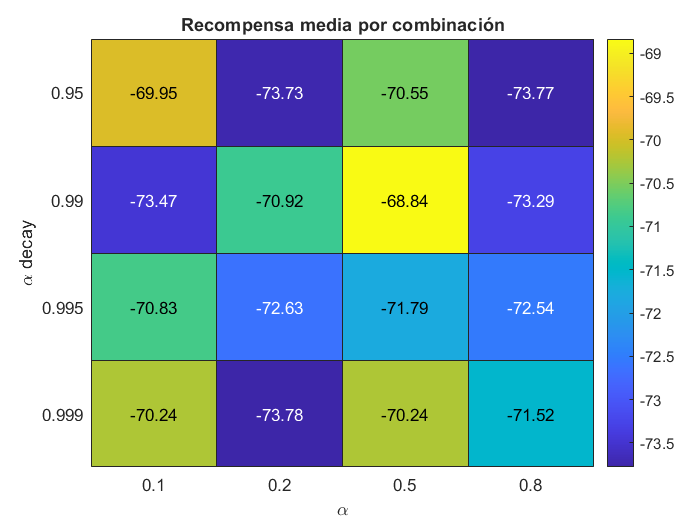 Recompensa media por combinación
0.95 -69.95 -73.73 -70.55 -73.77
0.99 -73.47 -70.92 -68.84 -73.29
0.995 -70.83 -72.63 -71.79 -72.54
0.999 -70.24 -73.78 -70.24 -71.52
0.1 0.2 0.5 0.8
α
α decay
-69
-69.5
-70
-70.5
-71
-71.5
-72
-72.5
-73
-73.5